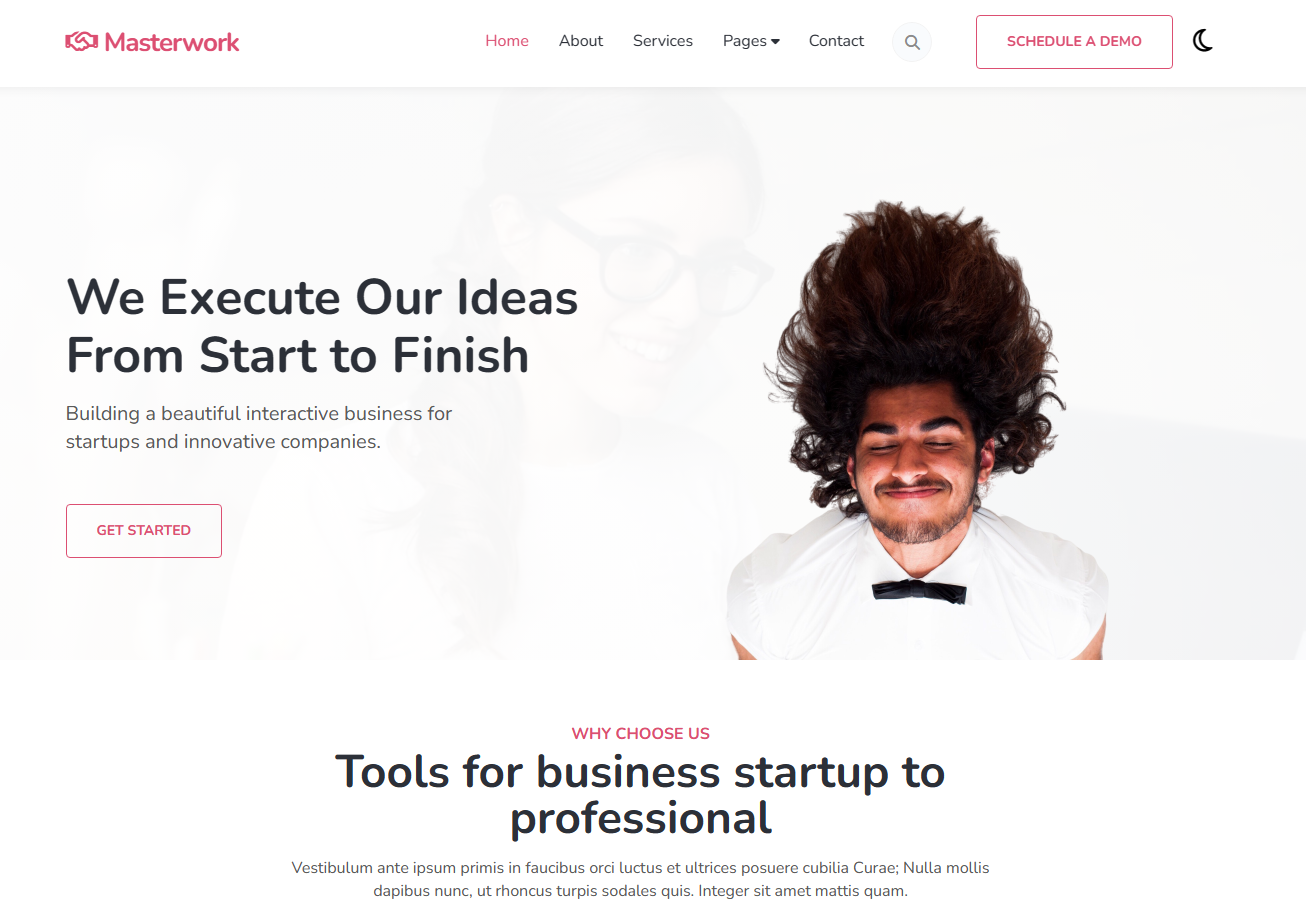 Masterwork
Home
About
Services
Pages
Contact
SCHEDULE A DEMO
We Execute Our Ideas
From Start to Finish
Building a beautiful interactive business for
startups and innovative companies.
GET STARTED
WHY CHOOSE US
Tools for business startup to
professional
Vestibulum ante ipsum primis in faucibus orci luctus et ultrices posuere cubilia Curae; Nulla mollis
dapibus nunc, ut rhoncus turpis sodales quis. Integer sit amet mattis quam.